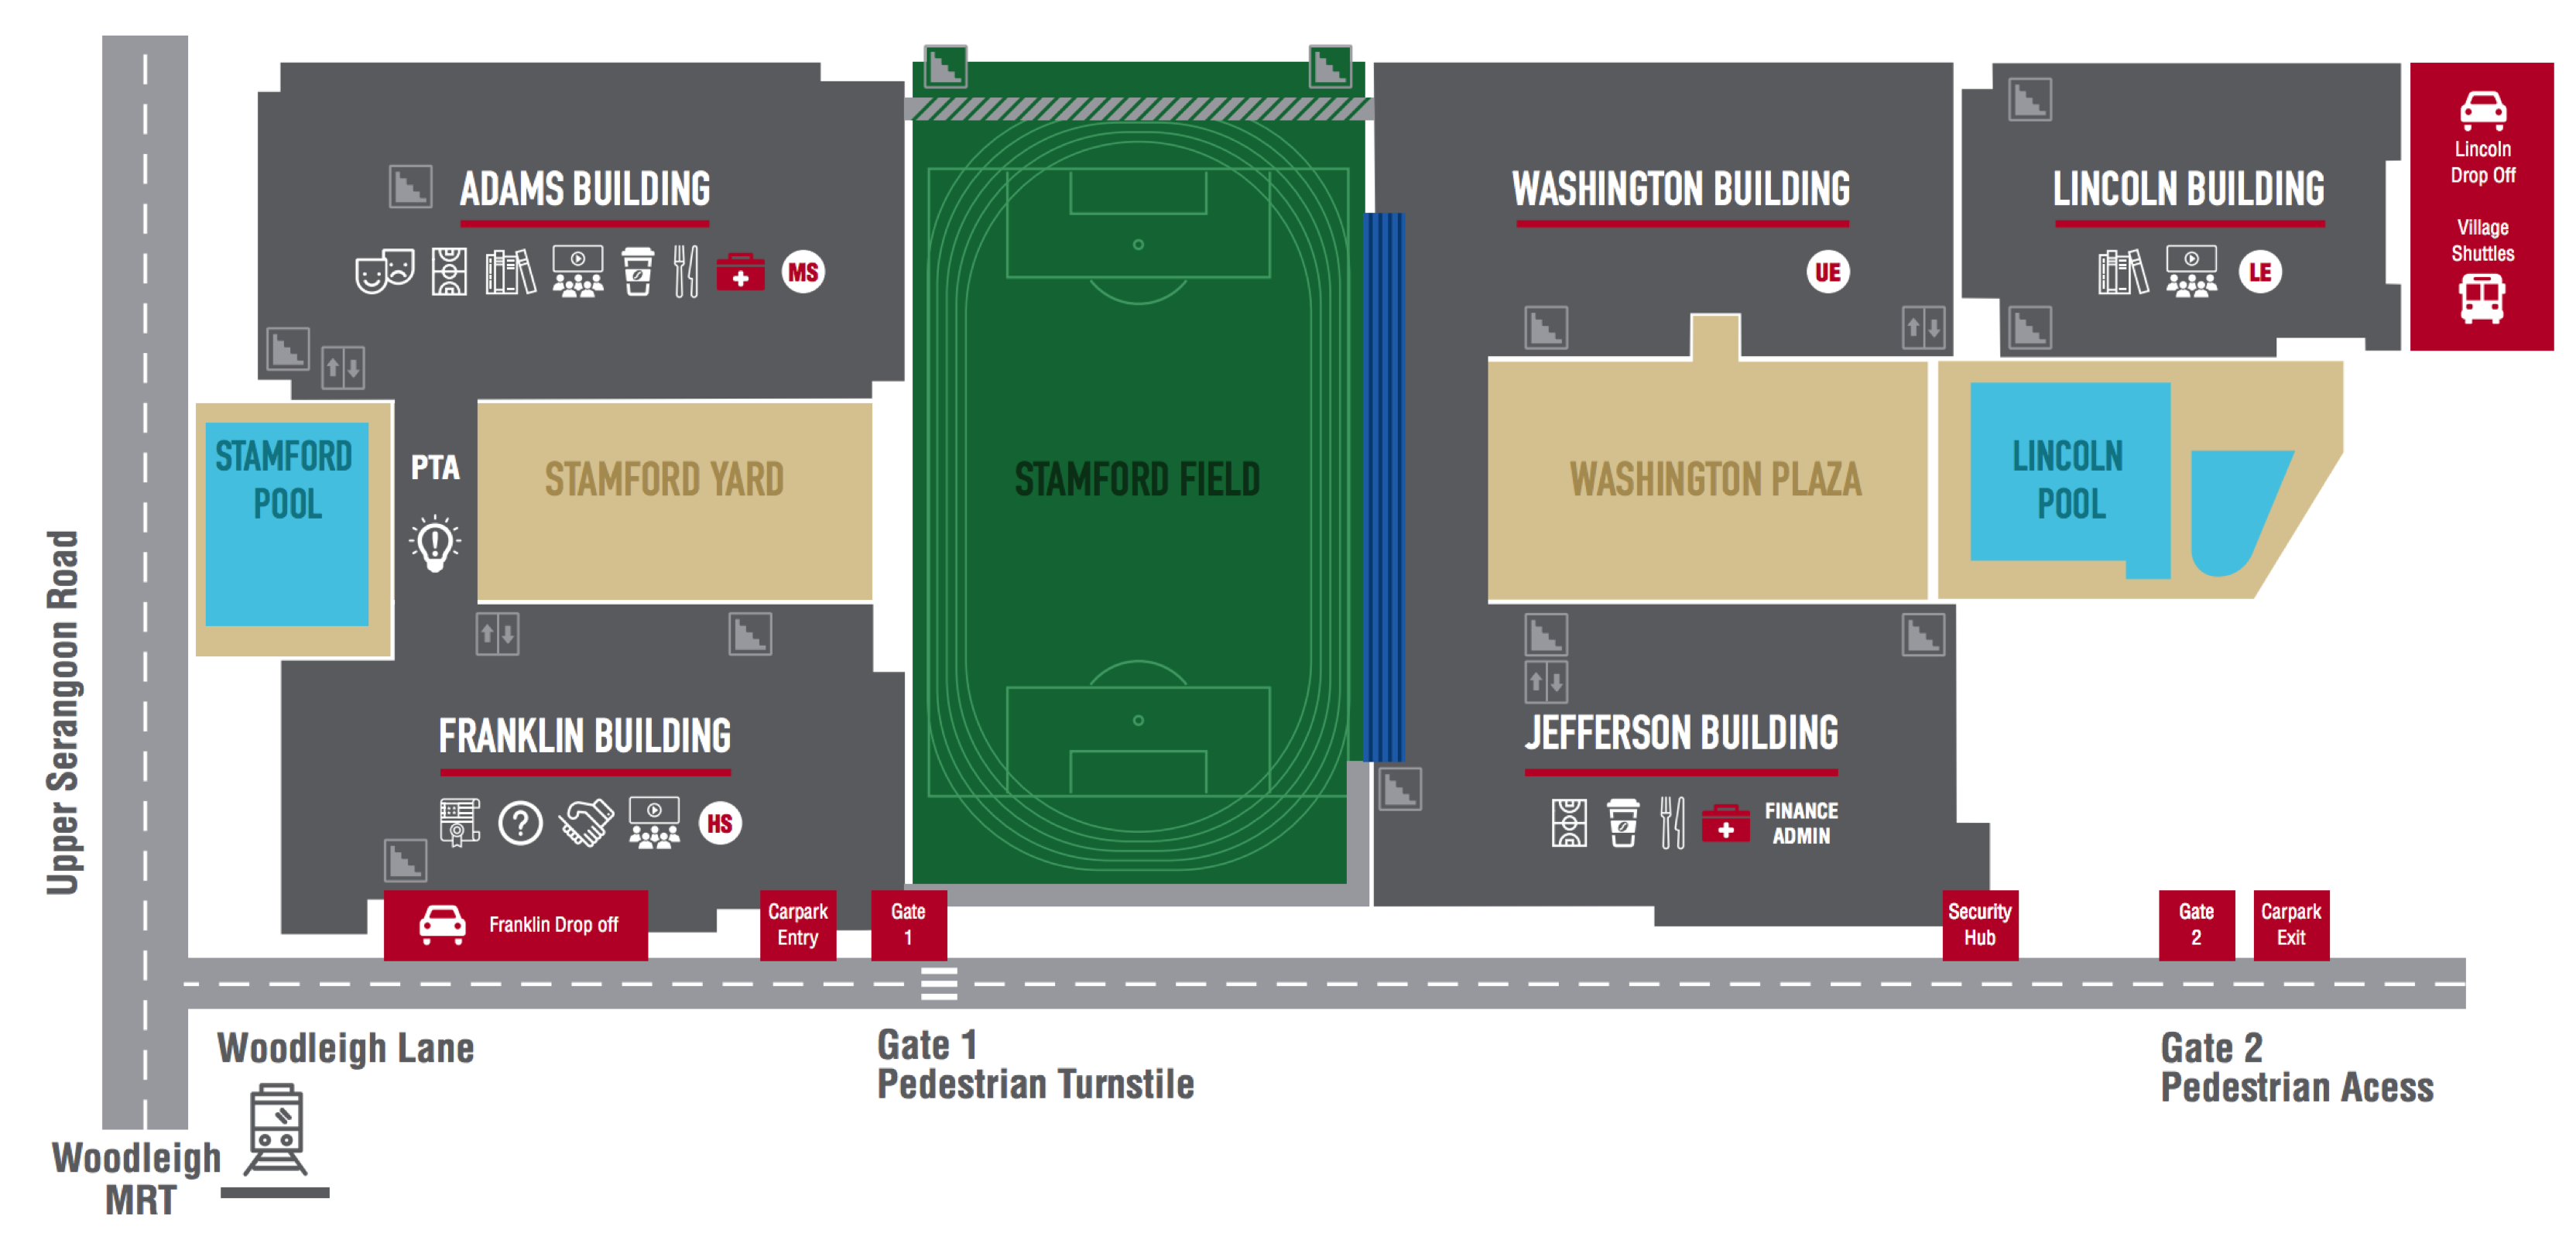 Lincoln
Drop Off
Village
Shuttles
ADAMS BUILDING
MS
WASHINGTON BUILDING
UE
LINCOLN BUILDING
LE
STAMFORD
POOL
PTA
STAMFORD YARD
STAMFORD FIELD
WASHINGTON PLAZA
LINCOLN
POOL
Upper Serangoon Road
FRANKLIN BUILDING
?
HS
JEFFERSON BUILDING
FINANCE
ADMIN
Franklin Drop off
Carpark
Entry
Gate
1
Security
Hub
Gate
2
Carpark
Exit
Woodleigh Lane
Gate 1
Pedestrian Turnstile
Gate 2
Pedestrian Acess
Woodleigh
MRT